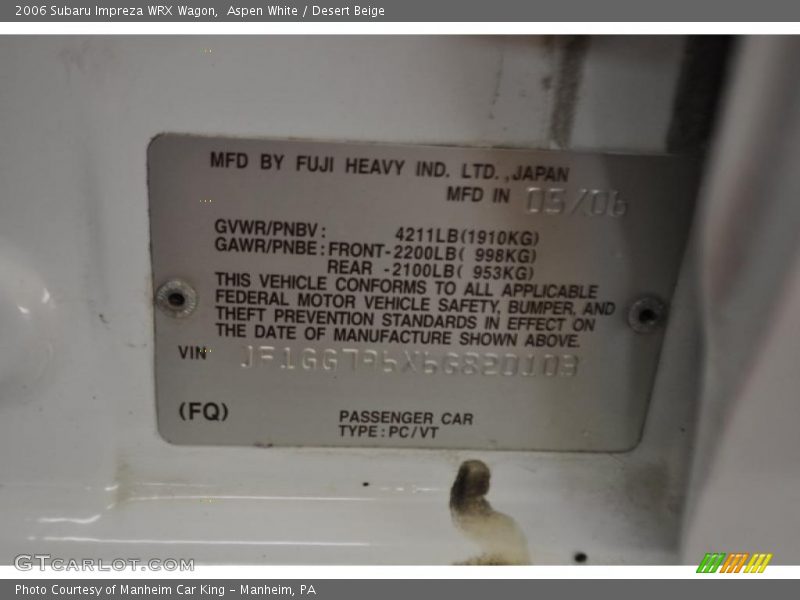 2006 Subaru Impreza WRX Wagon,  Aspen White / Desert Beige
MFD BY FUJI HEAVY IND. LTD., JAPAN
MFD IN 05/06
GVWR/PNBV: 4211LB(1910KG)
GAWR/PNBE: FRONT-2200LB( 998KG)
REAR -2100LB( 953KG)
THIS VEHICLE CONFORMS TO ALL APPLICABLE
FEDERAL MOTOR VEHICLE SAFETY, BUMPER, AND
THEFT PREVENTION STANDARDS IN EFFECT ON
THE DATE OF MANUFACTURE SHOWN ABOVE.
VIN JF1GG796X6G820103
(FQ)
PASSENGER CAR
TYPE:PC/VT
GTCarLot.com
Photo Courtesy of Manheim Car King – Manheim, PA